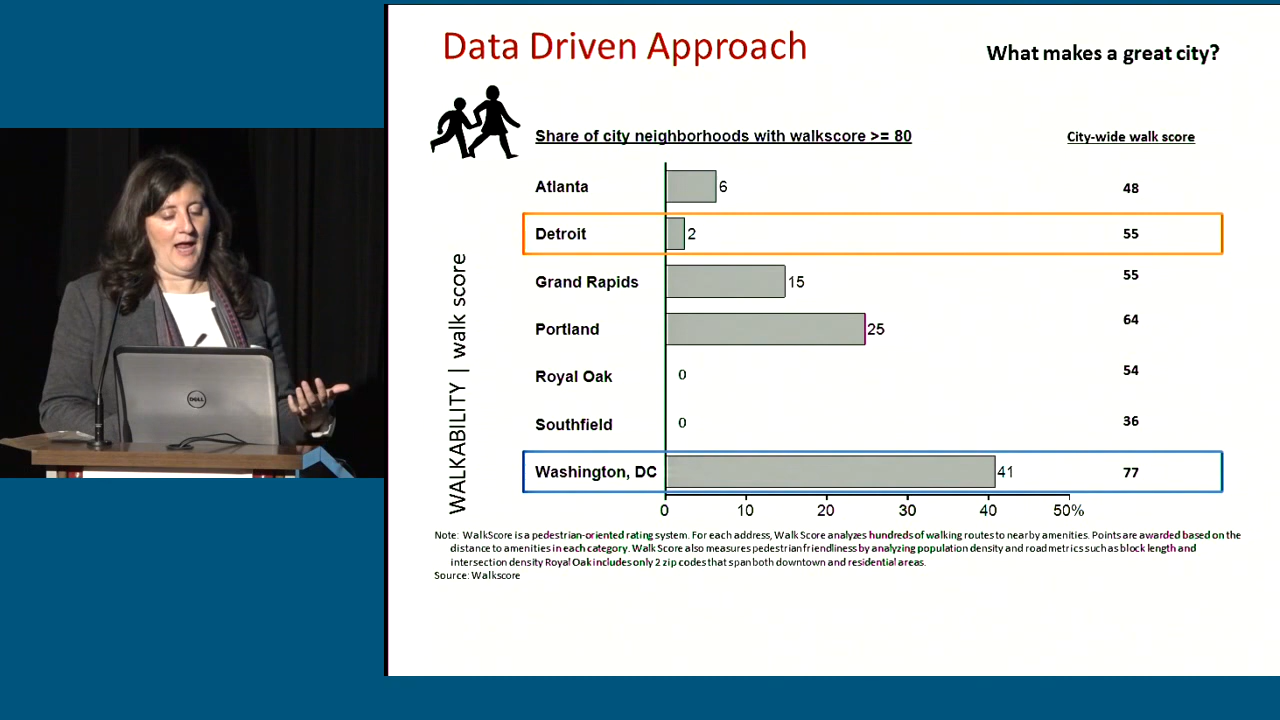 Data Driven Approach
What makes a great city?
Share of city neighborhoods with walkscore >= 80
City-wide walk score
WALKABILITY | walk score
Atlanta 6 48
Detroit 2 55
Grand Rapids 15 55
Portland 25 64
Royal Oak 0 54
Southfield 0 36
Washington, DC 41 77
0 10 20 30 40 50%
Note: WalkScore is a pedestrian-oriented rating system. For each address, Walk Score analyzes hundreds of walking routes to nearby amenities. Points are awarded based on the
distance to amenities in each category. Walk Score also measures pedestrian friendliness by analyzing population density and road metrics such as block length and
intersection density Royal Oak includes only 2 zip codes that span both downtown and residential areas.
Source: Walkscore
DELL